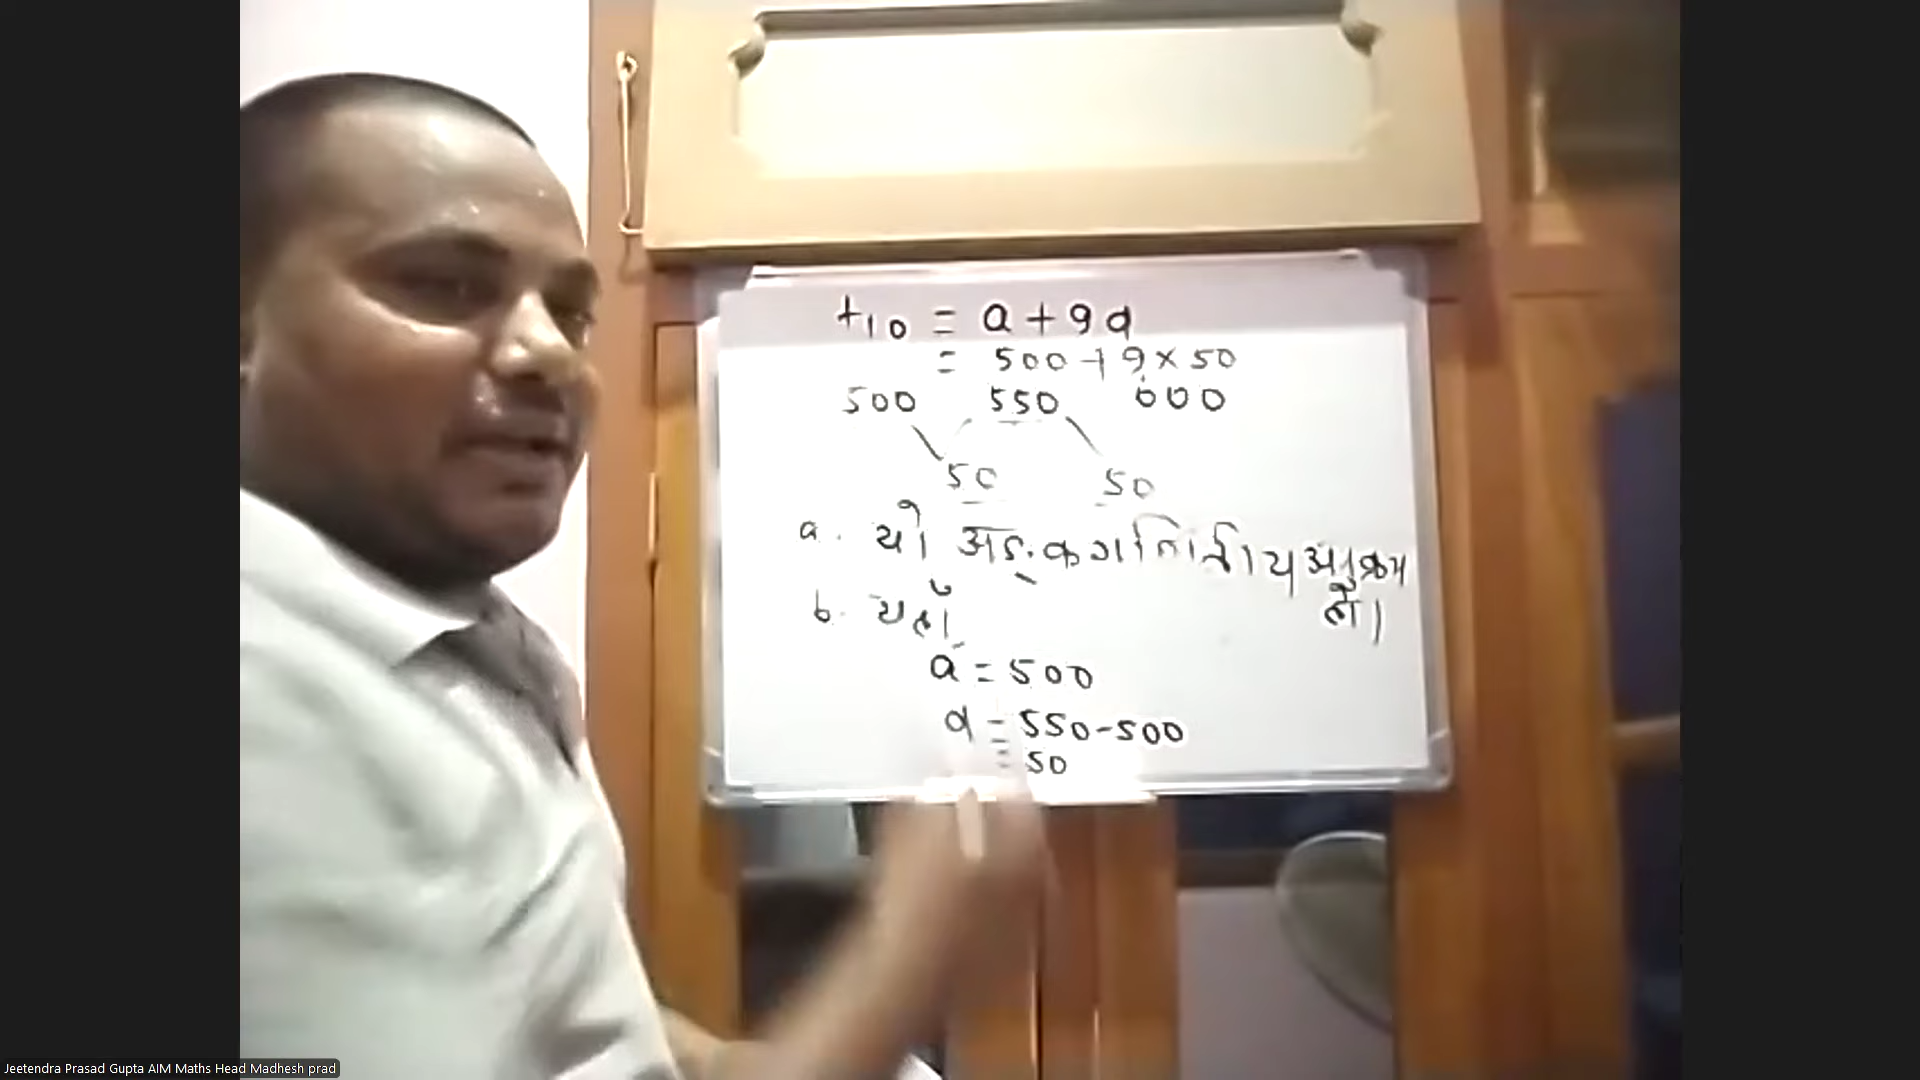 t10 = a+9d
= 500+9×50
500 550 600
50 50
a. यो अङ्कगणितीय अनुक्रम
हो।
b. यहाँ
a = 500
d = 550-500
= 50
Jeetendra Prasad Gupta AIM Maths Head Madhesh prad